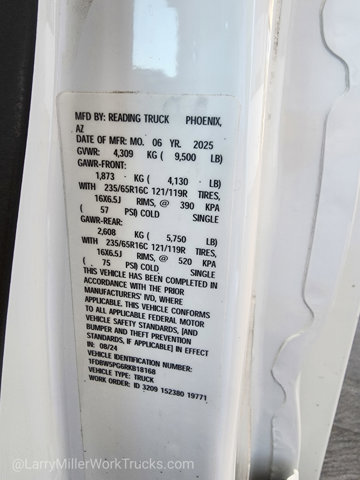 MFD BY: READING TRUCK PHOENIX,
AZ
DATE OF MFR: MO. 06 YR. 2025
GVWR: 4,309 KG ( 9,500 LB)
GAWR-FRONT:
1,873 · KG ( 4,130 · LB)
WITH 235/65R16C 121/119R TIRES,
16X6.5J RIMS, @ 390 KPA
( 57 PSI) COLD SINGLE
GAWR-REAR:
2,608 KG ( 5,750 LB)
WITH 235/65R16C 121/119R TIRES,
16X6.5J RIMS, @ 520 KPA
( 75 PSI) COLD SINGLE
THIS VEHICLE HAS BEEN COMPLETED IN
ACCORDANCE WITH THE PRIOR
MANUFACTURERS' IVD, WHERE
APPLICABLE. THIS VEHICLE CONFORMS
TO ALL APPLICABLE FEDERAL MOTOR
VEHICLE SAFETY STANDARDS, [AND
BUMPER AND THEFT PREVENTION
STANDARDS, IF APPLICABLE] IN EFFECT
IN: 08/24
VEHICLE IDENTIFICATION NUMBER:
1FDBW5PG6RKB18168
VEHICLE TYPE: TRUCK
WORK ORDER: ID 3209 152380 19771
@LarryMillerWorkTrucks.com